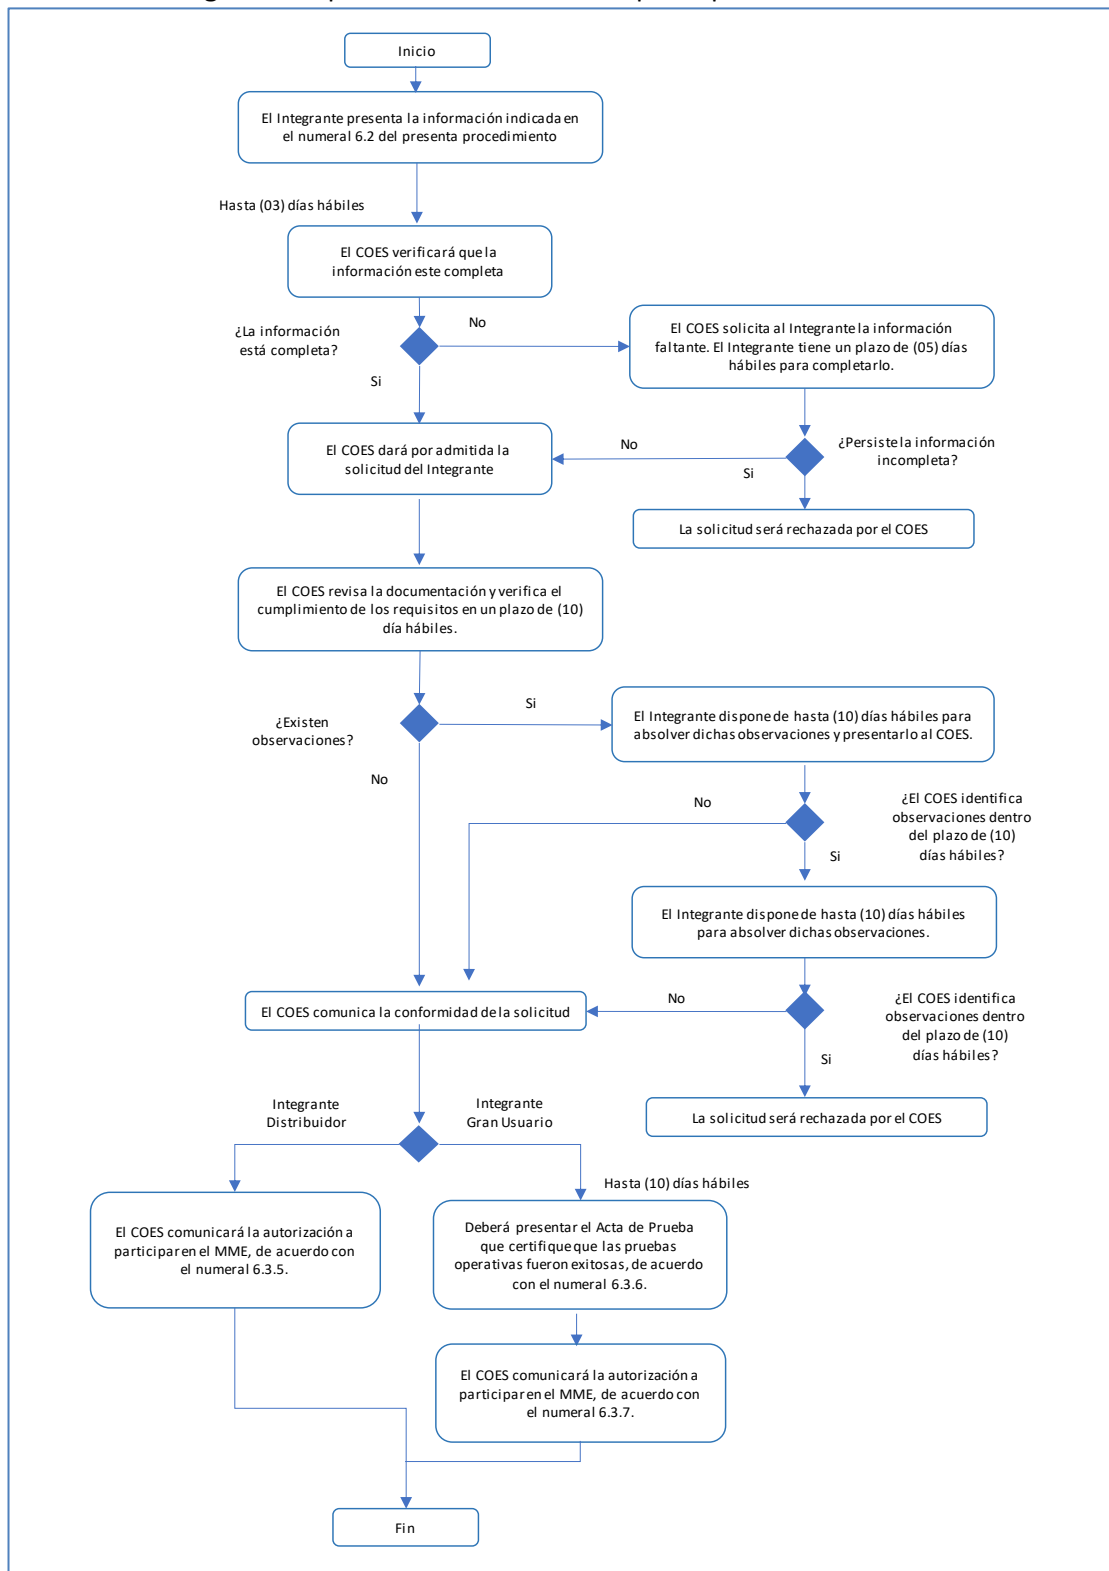 Inicio
El Integrante presenta la información indicada en
el numeral 6.2 del presenta procedimiento
Hasta (03) días hábiles
El COES verificará que la
información este completa
¿La información
está completa?
No
Si
El COES solicita al Integrante la información
faltante. El Integrante tiene un plazo de (05) días
hábiles para completarlo.
El COES dará por admitida la
solicitud del Integrante
No
¿Persiste la información
incompleta?
Si
La solicitud será rechazada por el COES
El COES revisa la documentación y verifica el
cumplimiento de los requisitos en un plazo de (10)
día hábiles.
¿Existen
observaciones?
Si
No
El Integrante dispone de hasta (10) días hábiles para
absolver dichas observaciones y presentarlo al COES.
No
¿El COES identifica
observaciones dentro
del plazo de (10)
días hábiles?
Si
El Integrante dispone de hasta (10) días hábiles
para absolver dichas observaciones.
El COES comunica la conformidad de la solicitud
No
¿El COES identifica
observaciones dentro
del plazo de (10)
días hábiles?
Si
La solicitud será rechazada por el COES
Integrante
Distribuidor
Integrante
Gran Usuario
Hasta (10) días hábiles
El COES comunicará la autorización a
participar en el MME, de acuerdo con
el numeral 6.3.5.
Deberá presentar el Acta de Prueba
que certifique que las pruebas
operativas fueron exitosas, de acuerdo
con el numeral 6.3.6.
El COES comunicará la autorización a
participar en el MME, de acuerdo con
el numeral 6.3.7.
Fin